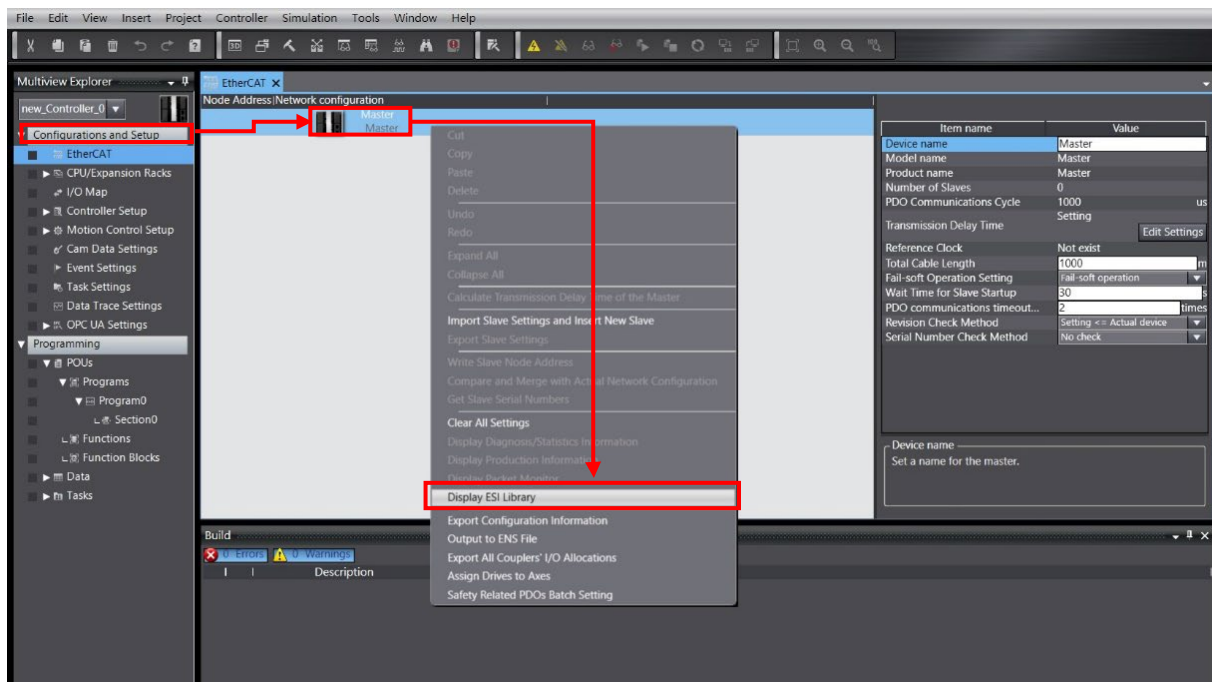 File Edit View Insert Project Controller Simulation Tools Window Help
Multiview Explorer
EtherCAT
new_Controller_0
Node Address Network configuration
Master
Master
Configurations and Setup
EtherCAT
CPU/Expansion Racks
I/O Map
Controller Setup
Motion Control Setup
Cam Data Settings
Event Settings
Task Settings
Data Trace Settings
OPC UA Settings
Programming
POUs
Programs
Program0
Section0
Functions
Function Blocks
Data
Tasks
Cut
Copy
Paste
Delete
Undo
Redo
Expand All
Collapse All
Calculate Transmission Delay Time of the Master
Import Slave Settings and Insert New Slave
Export Slave Settings
Write Slave Node Address
Compare and Merge with Actual Network Configuration
Get Slave Serial Numbers
Clear All Settings
Display Diagnosis/Statistics Information
Display Production Information
Display Packet Monitor
Display ESI Library
Export Configuration Information
Output to ENS File
Export All Couplers' I/O Allocations
Assign Drives to Axes
Safety Related PDOs Batch Setting
Item name Value
Device name Master
Model name Master
Product name Master
Number of Slaves 0
PDO Communications Cycle 1000 us
Transmission Delay Time Setting
Edit Settings
Reference Clock Not exist
Total Cable Length 1000 m
Fail-soft Operation Setting Fail-soft operation
Wait Time for Slave Startup 30 s
PDO communications timeout... 2 times
Revision Check Method Setting <= Actual device
Serial Number Check Method No check
Device name
Set a name for the master.
Build
0 Errors 0 Warnings
Description